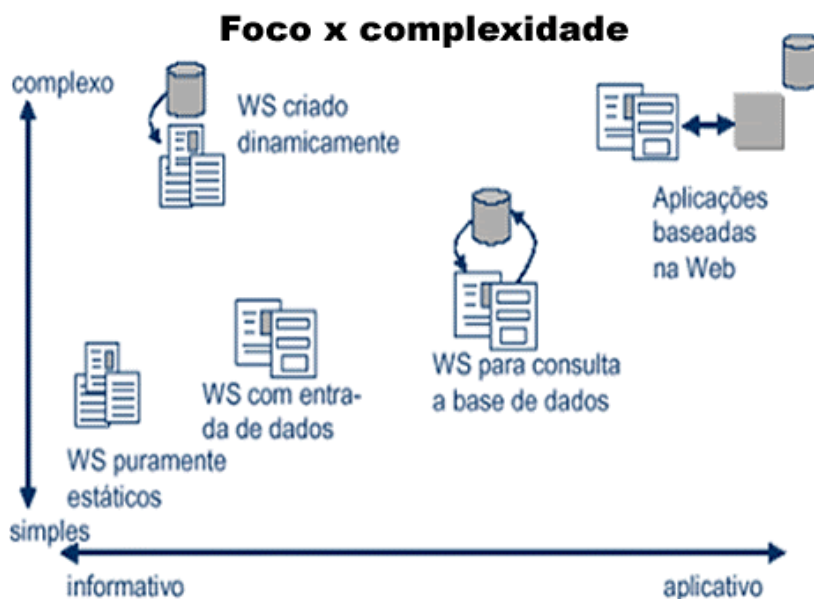 Foco x complexidade
complexo
WS criado
dinamicamente
Aplicações
baseadas
na Web
WS para consulta
a base de dados
WS com entra-
da de dados
WS puramente
estáticos
simples
informativo
aplicativo